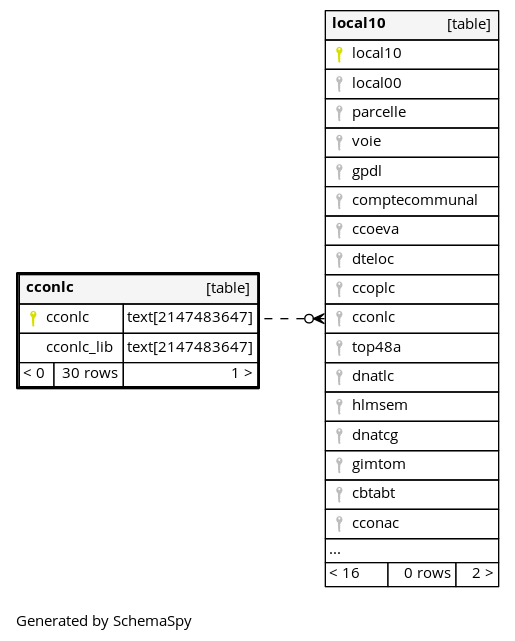 local10 [table]
local10
local00
parcelle
voie
gpdl
comptecommunal
ccoeva
dteloc
ccoplc
cconlc
top48a
dnatlc
hlmsem
dnatcg
gimtom
cbtabt
cconac
...
< 16 0 rows 2 >
cconlc [table]
cconlc text[2147483647]
cconlc_lib text[2147483647]
< 0 30 rows 1 >
Generated by SchemaSpy